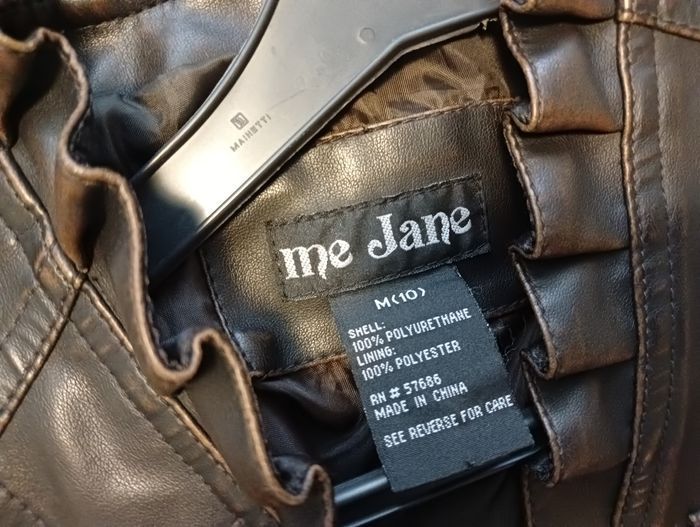 MAINETTI
me Jane
M(10)
SHELL:
100% POLYURETHANE
LINING:
100% POLYESTER
RN # 57686
MADE IN CHINA
SEE REVERSE FOR CARE